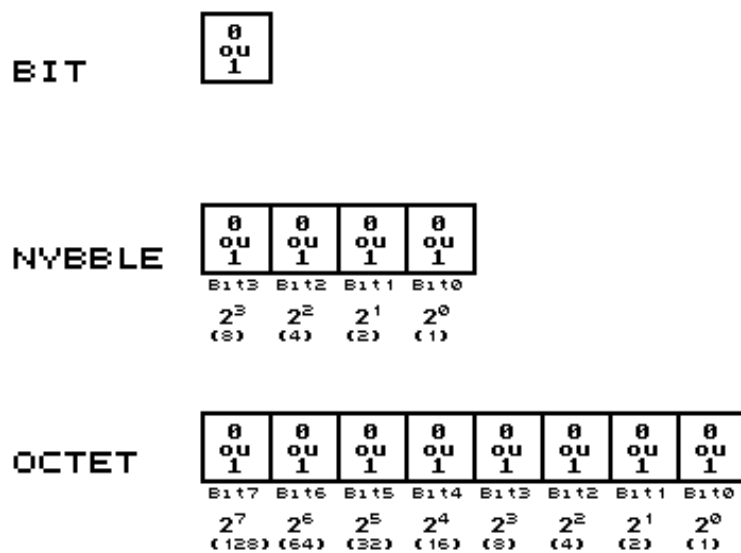 0
ou
1
BIT
0 0 0 0
ou ou ou ou
1 1 1 1
NYBBLE
Bit3 Bit2 Bit1 Bit0
2³ 2² 2¹ 2⁰
(8) (4) (2) (1)
0 0 0 0 0 0 0 0
ou ou ou ou ou ou ou ou
1 1 1 1 1 1 1 1
OCTET
Bit7 Bit6 Bit5 Bit4 Bit3 Bit2 Bit1 Bit0
2⁷ 2⁶ 2⁵ 2⁴ 2³ 2² 2¹ 2⁰
(128) (64) (32) (16) (8) (4) (2) (1)